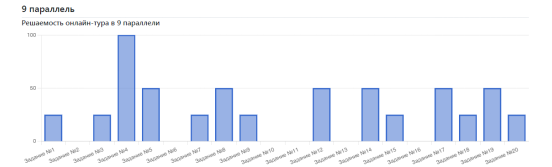 9 параллель
Решаемость онлайн-тура в 9 параллели
100
50
0
Задание №1
Задание №2
Задание №3
Задание №4
Задание №5
Задание №6
Задание №7
Задание №8
Задание №9
Задание №10
Задание №11
Задание №12
Задание №13
Задание №14
Задание №15
Задание №16
Задание №17
Задание №18
Задание №19
Задание №20